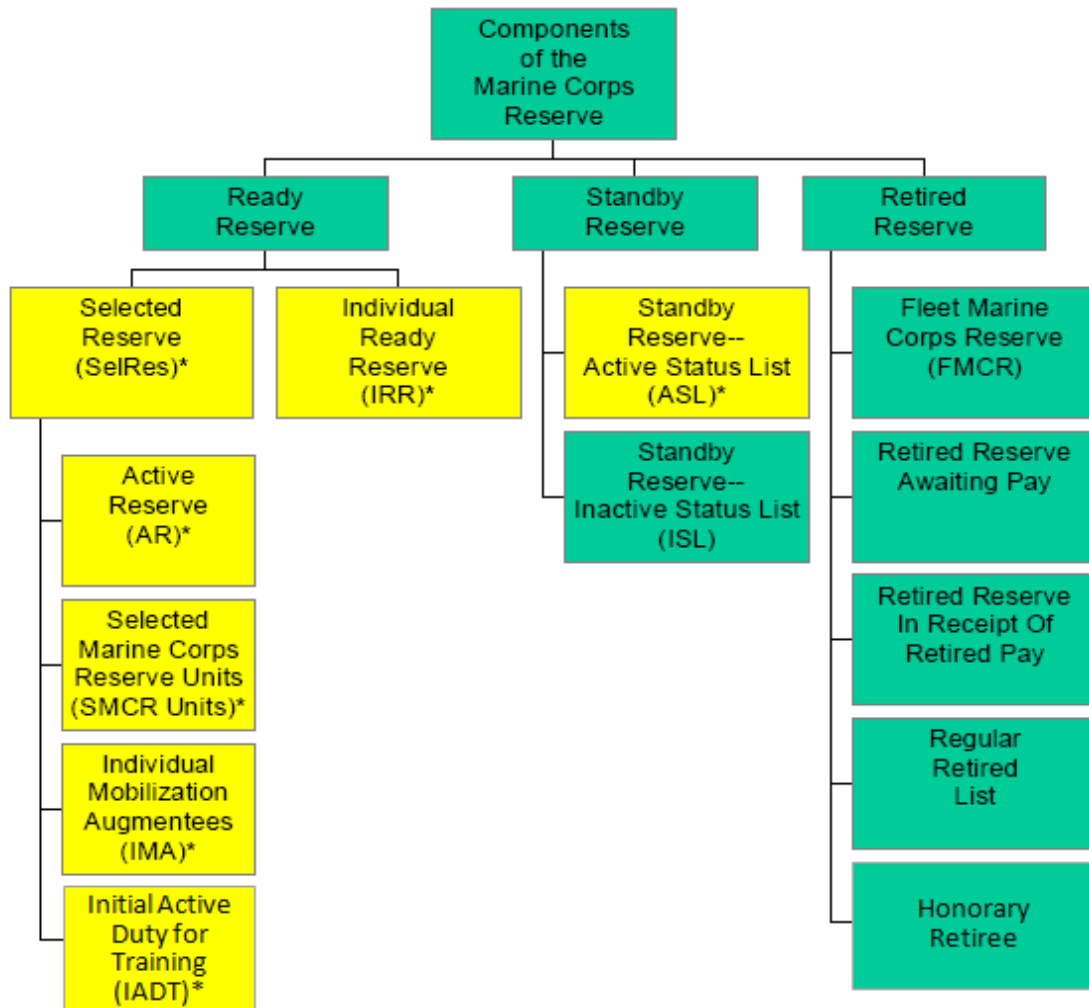 Components
of the
Marine Corps
Reserve
Ready
Reserve
Standby
Reserve
Retired
Reserve
Selected
Reserve
(SelRes)*
Individual
Ready
Reserve
(IRR)*
Standby
Reserve--
Active Status List
(ASL)*
Fleet Marine
Corps Reserve
(FMCR)
Active
Reserve
(AR)*
Standby
Reserve--
Inactive Status List
(ISL)
Retired Reserve
Awaiting Pay
Selected
Marine Corps
Reserve Units
(SMCR Units)*
Retired Reserve
In Receipt Of
Retired Pay
Individual
Mobilization
Augmentees
(IMA)*
Regular
Retired
List
Initial Active
Duty for
Training
(IADT)*
Honorary
Retiree